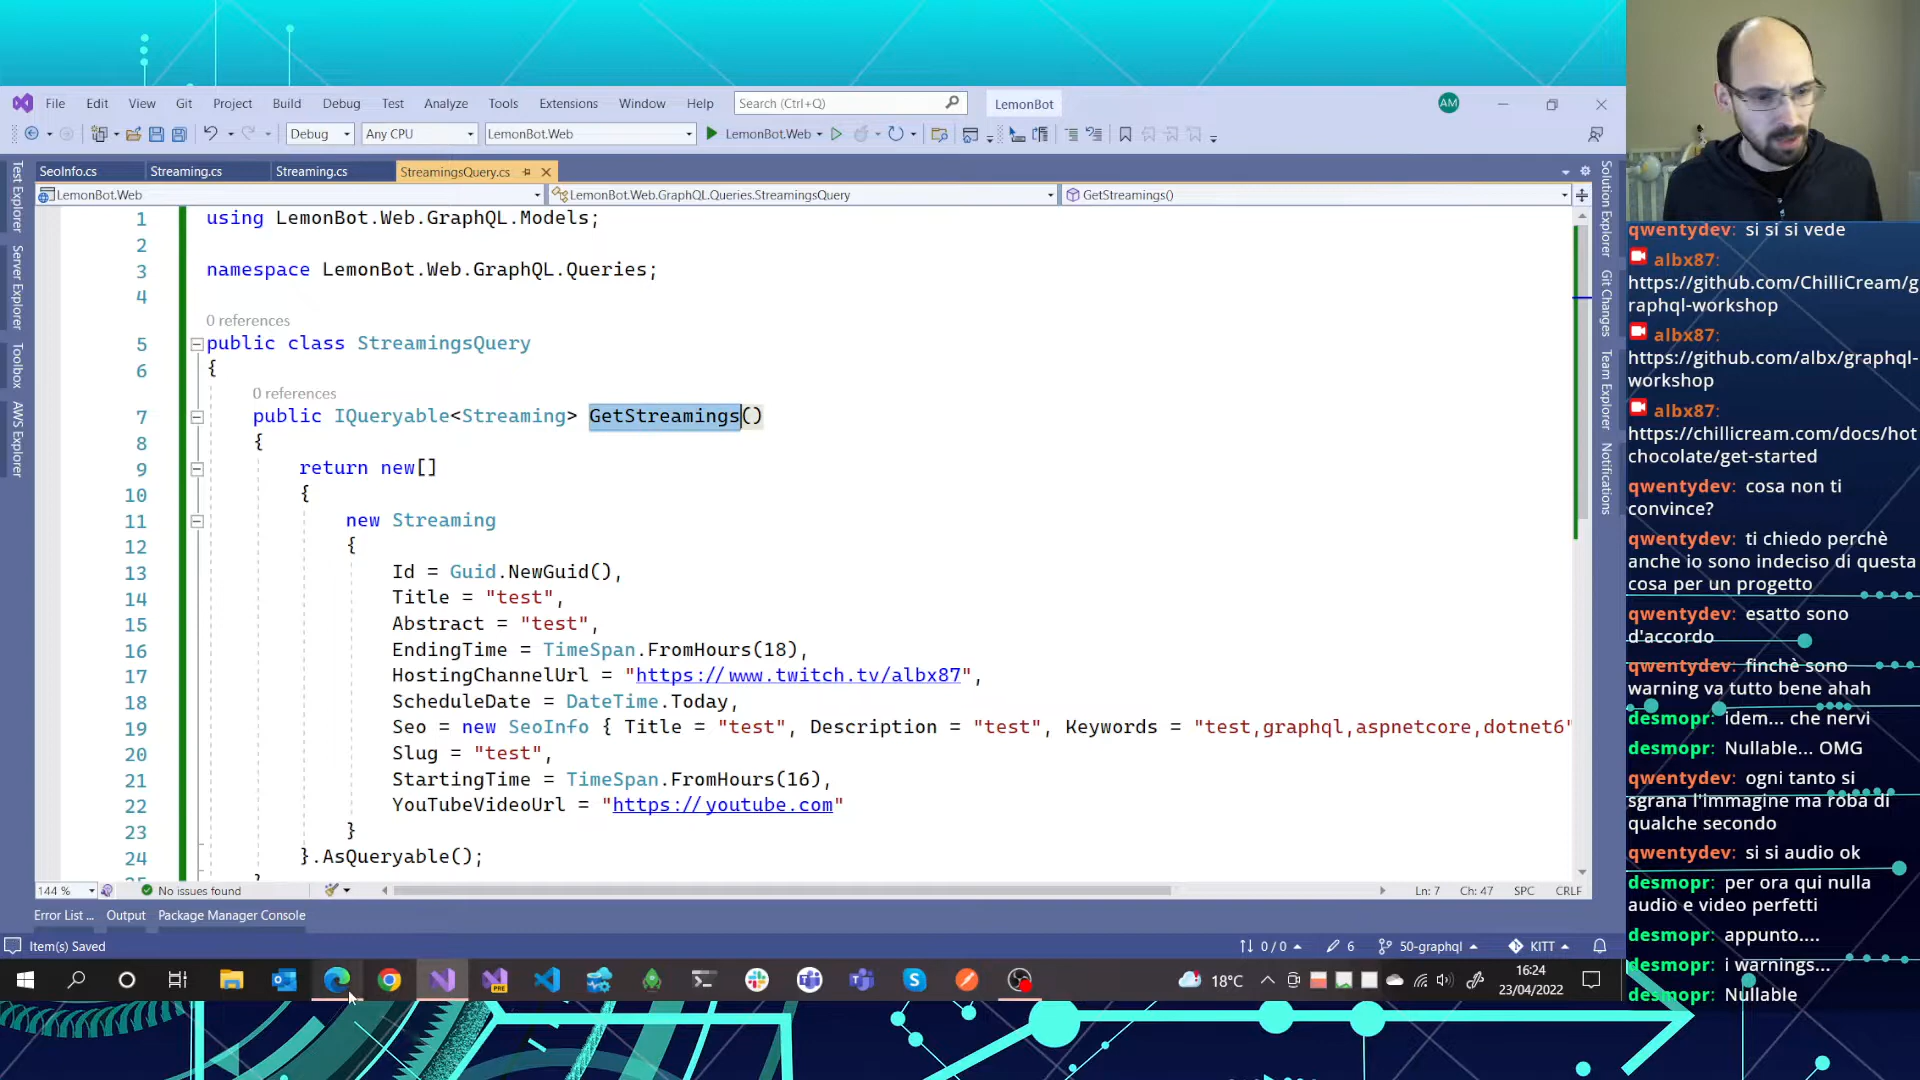 File Edit View Git Project Build Debug Test Analyze Tools Extensions Window Help Search (Ctrl+Q) LemonBot AM
Debug Any CPU LemonBot.Web LemonBot.Web
SeoInfo.cs Streaming.cs Streaming.cs StreamingsQuery.cs
LemonBot.Web LemonBot.Web.GraphQL.Queries.StreamingsQuery GetStreamings()
Test Explorer
Server Explorer
Toolbox
AWS Explorer
1 using LemonBot.Web.GraphQL.Models;
2
3 namespace LemonBot.Web.GraphQL.Queries;
4
0 references
5 public class StreamingsQuery
6 {
0 references
7 public IQueryable<Streaming> GetStreamings()
8 {
9 return new[]
10 {
11 new Streaming
12 {
13 Id = Guid.NewGuid(),
14 Title = "test",
15 Abstract = "test",
16 EndingTime = TimeSpan.FromHours(18),
17 HostingChannelUrl = "https://www.twitch.tv/albx87",
18 ScheduleDate = DateTime.Today,
19 Seo = new SeoInfo { Title = "test", Description = "test", Keywords = "test,graphql,aspnetcore,dotnet6"
20 Slug = "test",
21 StartingTime = TimeSpan.FromHours(16),
22 YouTubeVideoUrl = "https://youtube.com"
23 }
24 }.AsQueryable();
Solution Explorer
Git Changes
Team Explorer
Notifications
144 % No issues found Ln: 7 Ch: 47 SPC CRLF
Error List ... Output Package Manager Console
Item(s) Saved 0 / 0 6 50-graphql KITT
18°C 16:24
23/04/2022
qwentydev: si si si vede
albx87:
https://github.com/ChilliCream/g
raphql-workshop
albx87:
https://github.com/albx/graphql-
workshop
albx87:
https://chillicream.com/docs/hot
chocolate/get-started
qwentydev: cosa non ti
convince?
qwentydev: ti chiedo perchè
anche io sono indeciso di questa
cosa per un progetto
qwentydev: esatto sono
d'accordo
qwentydev: finchè sono
warning va tutto bene ahah
desmopr: idem... che nervi
desmopr: Nullable... OMG
qwentydev: ogni tanto si
sgrana l'immagine ma roba di
qualche secondo
qwentydev: si si audio ok
desmopr: per ora qui nulla
audio e video perfetti
desmopr: appunto....
desmopr: i warnings...
desmopr: Nullable